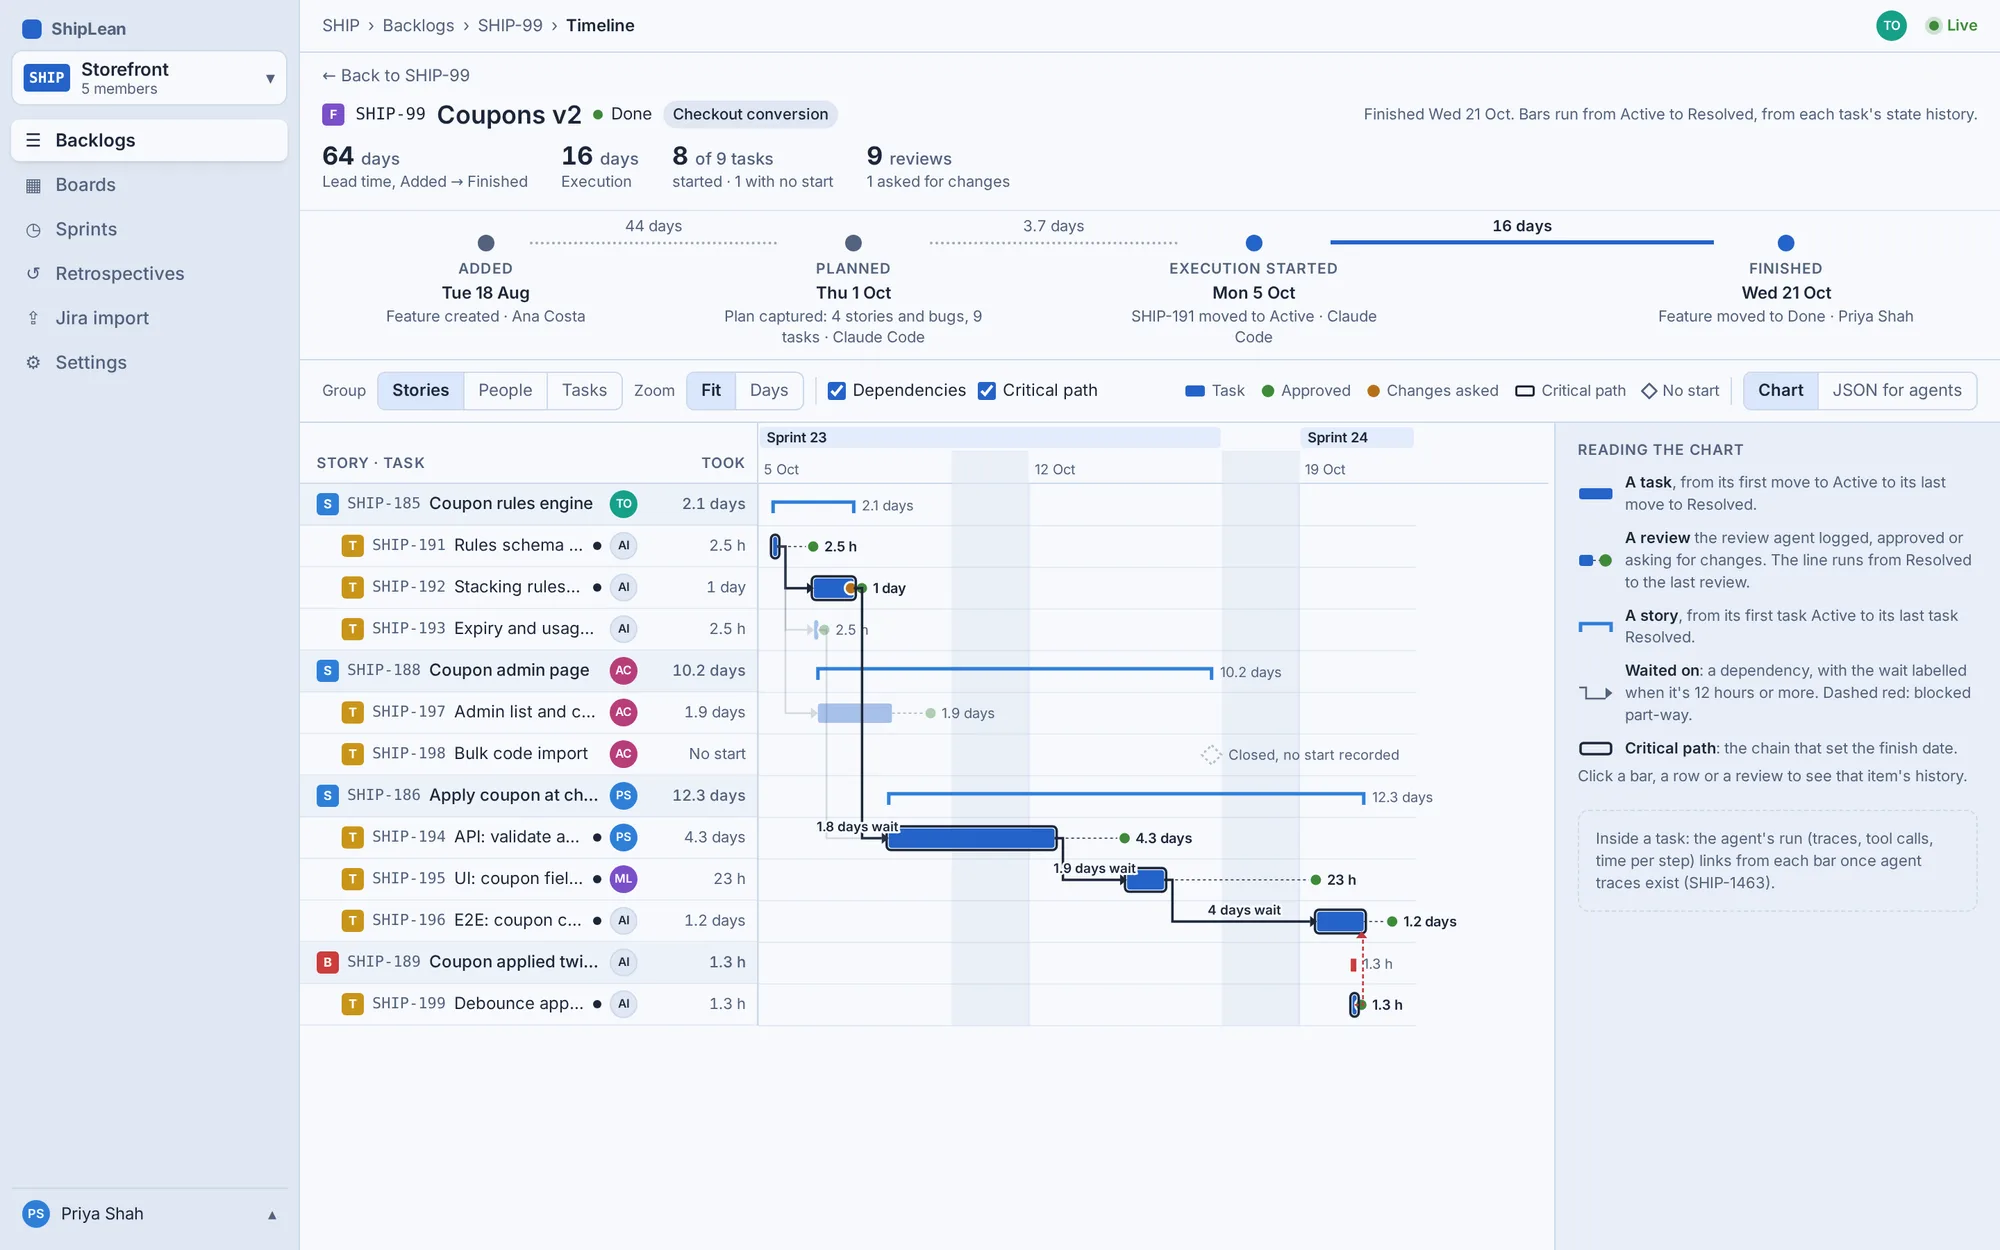 ShipLean
SHIP
Storefront
5 members
▾
☰ Backlogs
▦ Boards
◷ Sprints
↺ Retrospectives
⇪ Jira import
⚙ Settings
PS Priya Shah ▴
SHIP › Backlogs › SHIP-99 › Timeline
TO Live
← Back to SHIP-99
F SHIP-99 Coupons v2 Done Checkout conversion
Finished Wed 21 Oct. Bars run from Active to Resolved, from each task's state history.
64 days
Lead time, Added → Finished
16 days
Execution
8 of 9 tasks
started · 1 with no start
9 reviews
1 asked for changes
44 days
3.7 days
16 days
ADDED
Tue 18 Aug
Feature created · Ana Costa
PLANNED
Thu 1 Oct
Plan captured: 4 stories and bugs, 9
tasks · Claude Code
EXECUTION STARTED
Mon 5 Oct
SHIP-191 moved to Active · Claude
Code
FINISHED
Wed 21 Oct
Feature moved to Done · Priya Shah
Group Stories People Tasks Zoom Fit Days Dependencies Critical path
Task Approved Changes asked Critical path No start
Chart JSON for agents
STORY · TASK TOOK
Sprint 23 Sprint 24
5 Oct 12 Oct 19 Oct
S SHIP-185 Coupon rules engine TO 2.1 days 2.1 days
T SHIP-191 Rules schema ... AI 2.5 h 2.5 h
T SHIP-192 Stacking rules... AI 1 day 1 day
T SHIP-193 Expiry and usag... AI 2.5 h 2.5 h
S SHIP-188 Coupon admin page AC 10.2 days 10.2 days
T SHIP-197 Admin list and c... AC 1.9 days 1.9 days
T SHIP-198 Bulk code import AC No start Closed, no start recorded
S SHIP-186 Apply coupon at ch... PS 12.3 days 12.3 days
T SHIP-194 API: validate a... PS 4.3 days 1.8 days wait 4.3 days
T SHIP-195 UI: coupon fiel... ML 23 h 1.9 days wait 23 h
T SHIP-196 E2E: coupon c... AI 1.2 days 4 days wait 1.2 days
B SHIP-189 Coupon applied twi... AI 1.3 h 1.3 h
T SHIP-199 Debounce app... AI 1.3 h 1.3 h
READING THE CHART
A task, from its first move to Active to its last
move to Resolved.
A review the review agent logged, approved or
asking for changes. The line runs from Resolved
to the last review.
A story, from its first task Active to its last task
Resolved.
Waited on: a dependency, with the wait labelled
when it's 12 hours or more. Dashed red: blocked
part-way.
Critical path: the chain that set the finish date.
Click a bar, a row or a review to see that item's history.
Inside a task: the agent's run (traces, tool calls,
time per step) links from each bar once agent
traces exist (SHIP-1463).